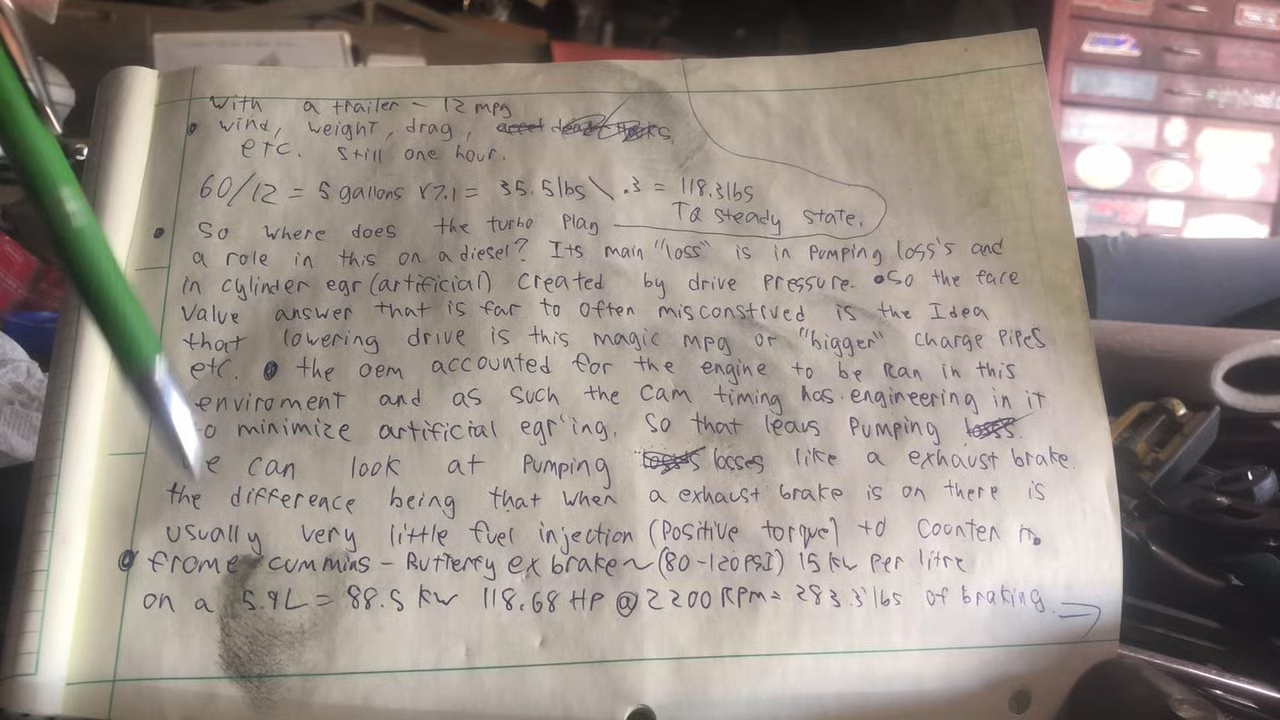 with a trailer - 12 mpg
• wind, weight, drag,
etc. still one hour.
60/12 = 5 gallons x 7.1 = 35.5lbs \ .3 = 118.3lbs
TQ steady state.
• So where does the turbo play
a role in this on a diesel? Its main "loss" is in pumping loss's and
in cylinder egr (artificial) created by drive pressure. • So the face
value answer that is far to often misconstrued is the Idea
that lowering drive is this magic mpg or "bigger" charge pipes
etc. • the oem accounted for the engine to be ran in this
enviroment and as such the cam timing has engineering in it
o minimize artificial egr'ing. So that leavs pumping
e can look at pumping losses like a exhaust brake.
the difference being that when a exhaust brake is on there is
usually very little fuel injection (positive torque) to counter
• frome cummins - Butterfly ex brake ~ (80-120PSI) 15 kw per litre
on a 5.9L = 88.5 kw 118.68 HP @ 2200 RPM = 283.3 lbs of braking →